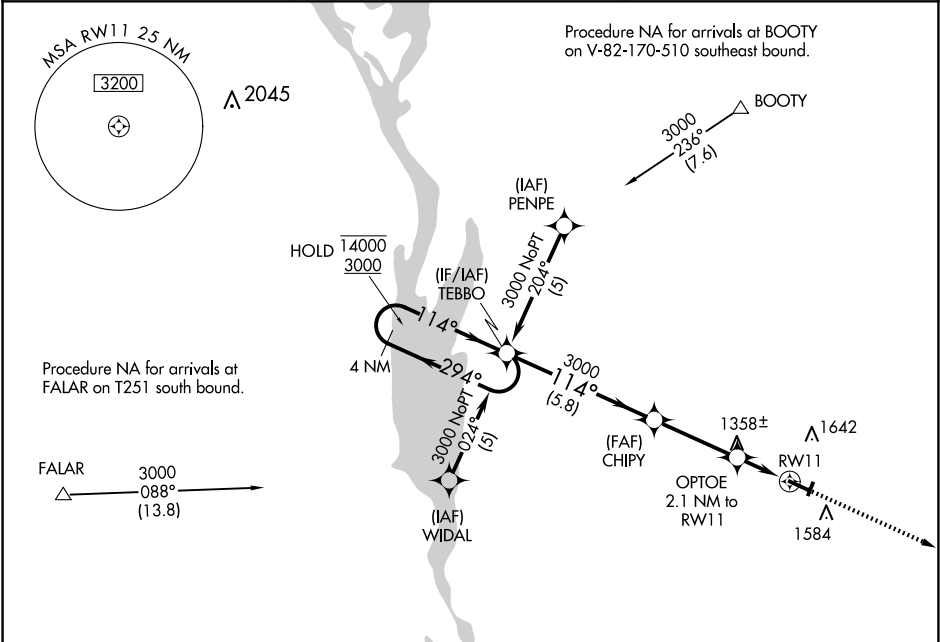 MSA RW11 25 NM
3200
2045
Procedure NA for arrivals at BOOTY
on V-82-170-510 southeast bound.
BOOTY
3000
236°
(7.6)
(IAF)
PENPE
3000 NoPT
204°
(5)
HOLD 14000
3000
(IF/IAF)
TEBBO
114°
4 NM
294°
3000
114°
(5.8)
Procedure NA for arrivals at
FALAR on T251 south bound.
3000 NoPT
024°
(5)
(IAF)
WIDAL
FALAR
3000
088°
(13.8)
(FAF)
CHIPY
1358±
1642
OPTOE
2.1 NM to
RW11
RW11
1584